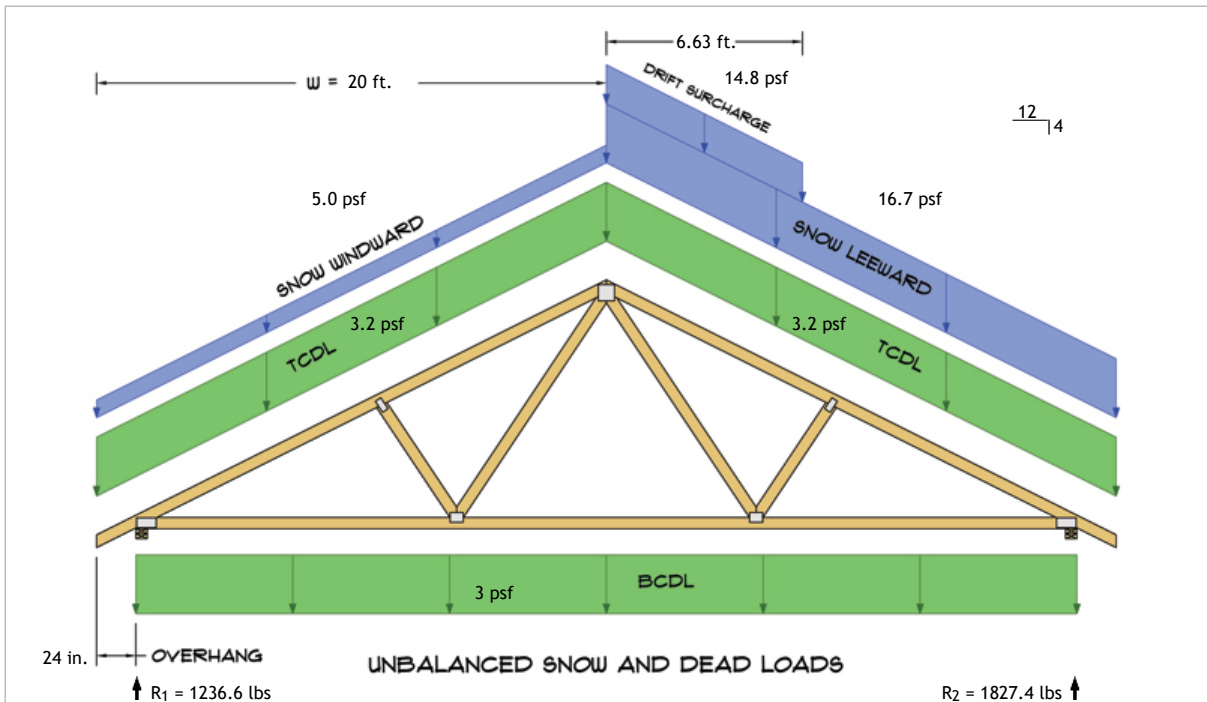 6.63 ft.
W = 20 ft.
DRIFT SURCHARGE
14.8 psf
12
4
5.0 psf
16.7 psf
SNOW WINDWARD
SNOW LEEWARD
3.2 psf
3.2 psf
TCDL
TCDL
3 psf
BCDL
24 in.
OVERHANG
UNBALANCED SNOW AND DEAD LOADS
R1 = 1236.6 lbs
R2 = 1827.4 lbs